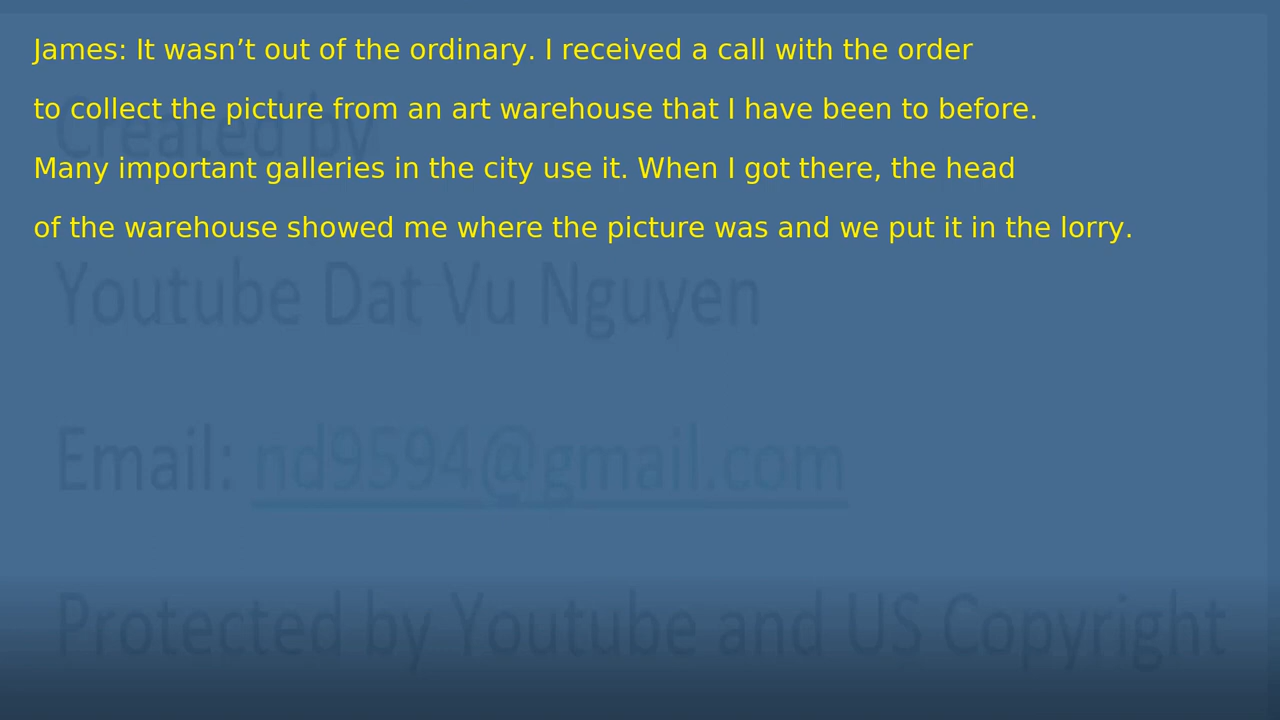 James: It wasn’t out of the ordinary. I received a call with the order
to collect the picture from an art warehouse that I have been to before.
Created by
Many important galleries in the city use it. When I got there, the head
of the warehouse showed me where the picture was and we put it in the lorry.
Youtube Dat Vu Nguyen
Email: nd9594@gmail.com
Protected by Youtube and US Copyright